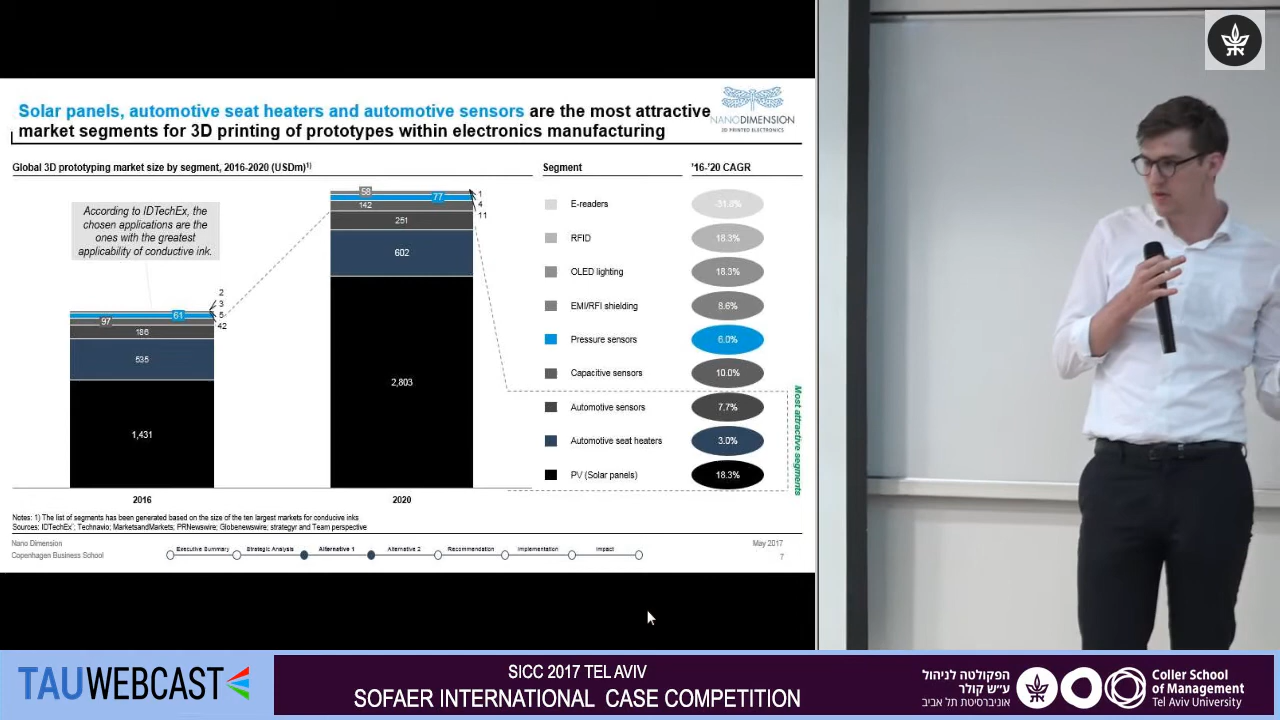 Solar panels, automotive seat heaters and automotive sensors are the most attractive
market segments for 3D printing of prototypes within electronics manufacturing
NANODIMENSION
3D PRINTED ELECTRONICS
Global 3D prototyping market size by segment, 2016-2020 (USDm)1)
Segment
'16-'20 CAGR
According to IDTechEx, the
chosen applications are the
ones with the greatest
applicability of conductive ink.
2
3
5
42
61
97
186
535
1,431
2016
1
4
11
58
77
142
251
602
2,803
2020
E-readers
-31.8%
RFID
18.3%
OLED lighting
18.3%
EMI/RFI shielding
8.6%
Pressure sensors
6.0%
Capacitive sensors
10.0%
Automotive sensors
7.7%
Automotive seat heaters
3.0%
PV (Solar panels)
18.3%
Most attractive segments
Notes: 1) The list of segments has been generated based on the size of the ten largest markets for conducive inks
Sources: IDTechEx; Technavio; MarketsandMarkets; PRNewswire; Globenewswire; strategyr and Team perspective
Nano Dimension
Copenhagen Business School
Executive Summary
Strategic Analysis
Alternative 1
Alternative 2
Recommendation
Implementation
Impact
May 2017
7
TAUWEBCAST
SICC 2017 TEL AVIV
SOFAER INTERNATIONAL CASE COMPETITION
הפקולטה לניהול
ע״ש קולר
אוניברסיטת תל אביב
Coller School
of Management
Tel Aviv University